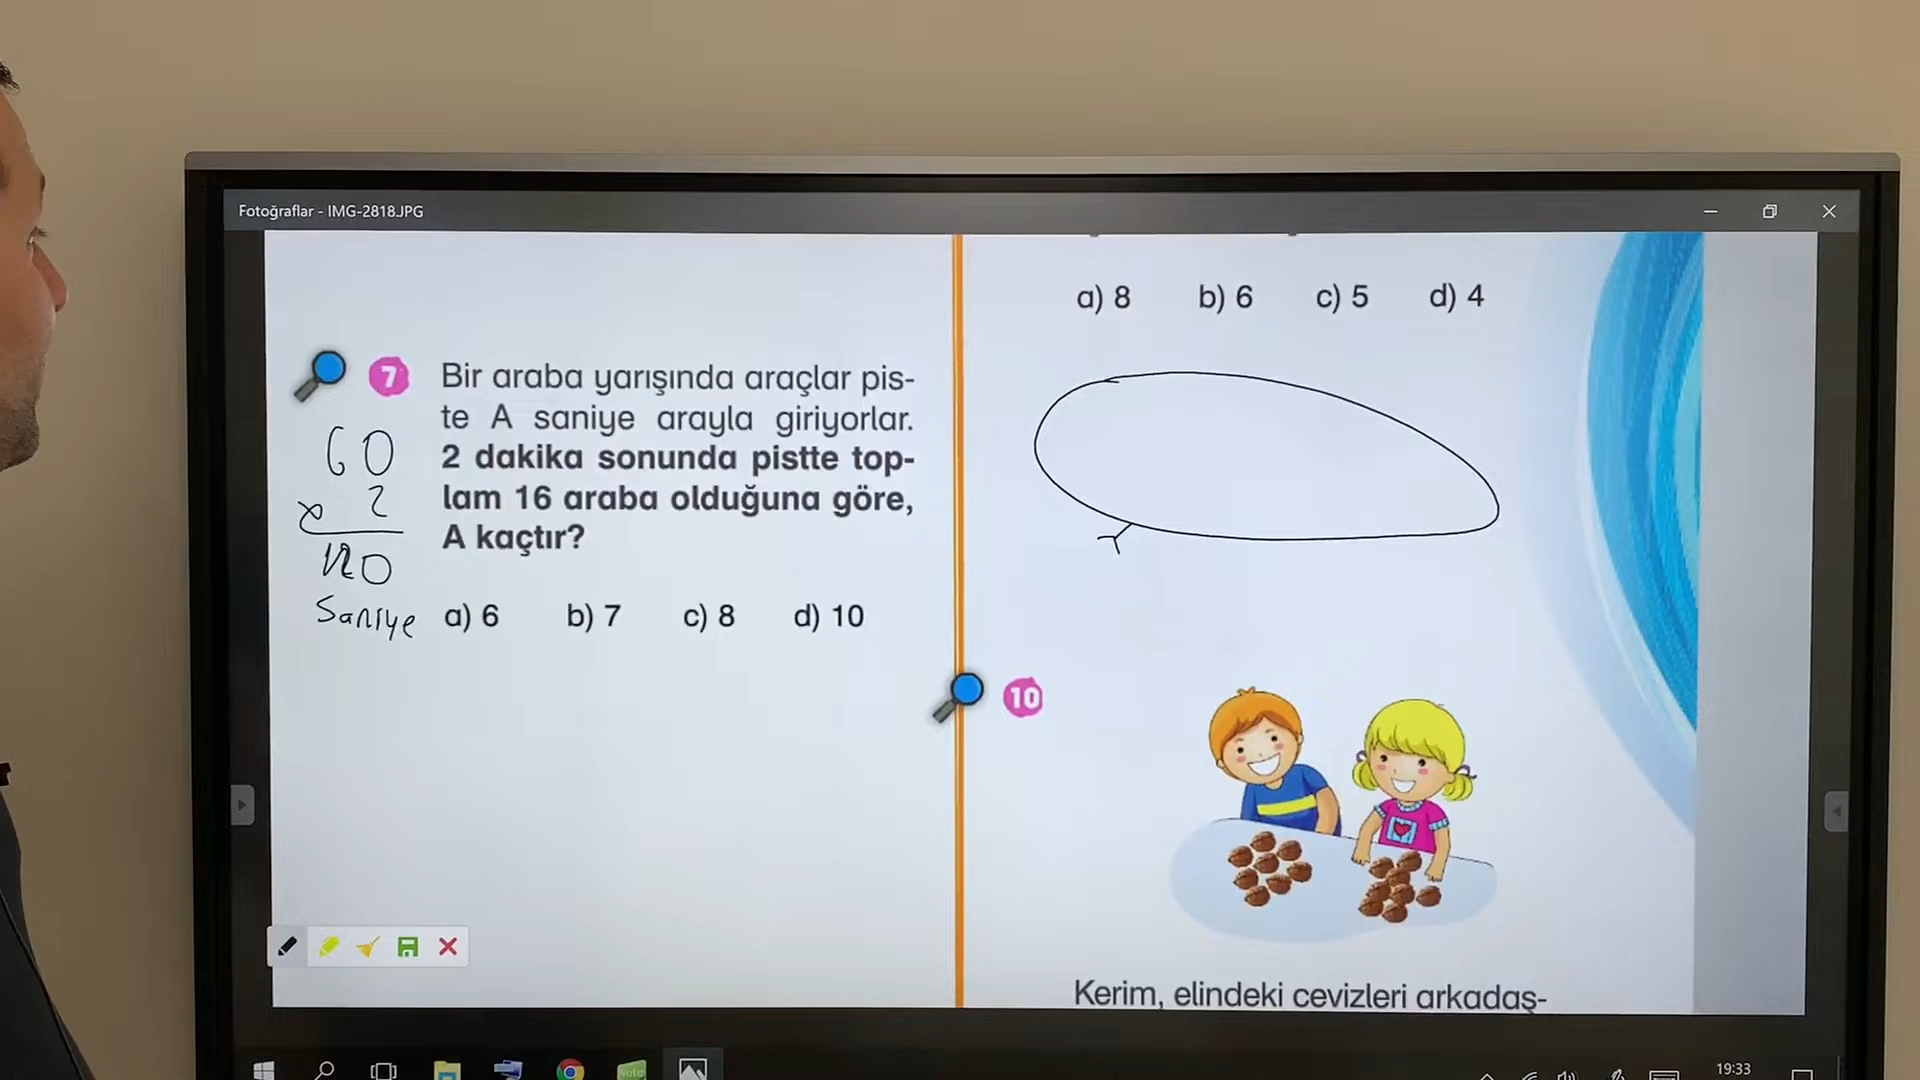 Fotoğraflar - IMG-2818.JPG
7
Bir araba yarışında araçlar pis-
te A saniye arayla giriyorlar.
2 dakika sonunda pistte top-
lam 16 araba olduğuna göre,
A kaçtır?
60
x 2
120
Saniye
a) 6 b) 7 c) 8 d) 10
a) 8 b) 6 c) 5 d) 4
10
Kerim, elindeki cevizleri arkadaş-
19:33